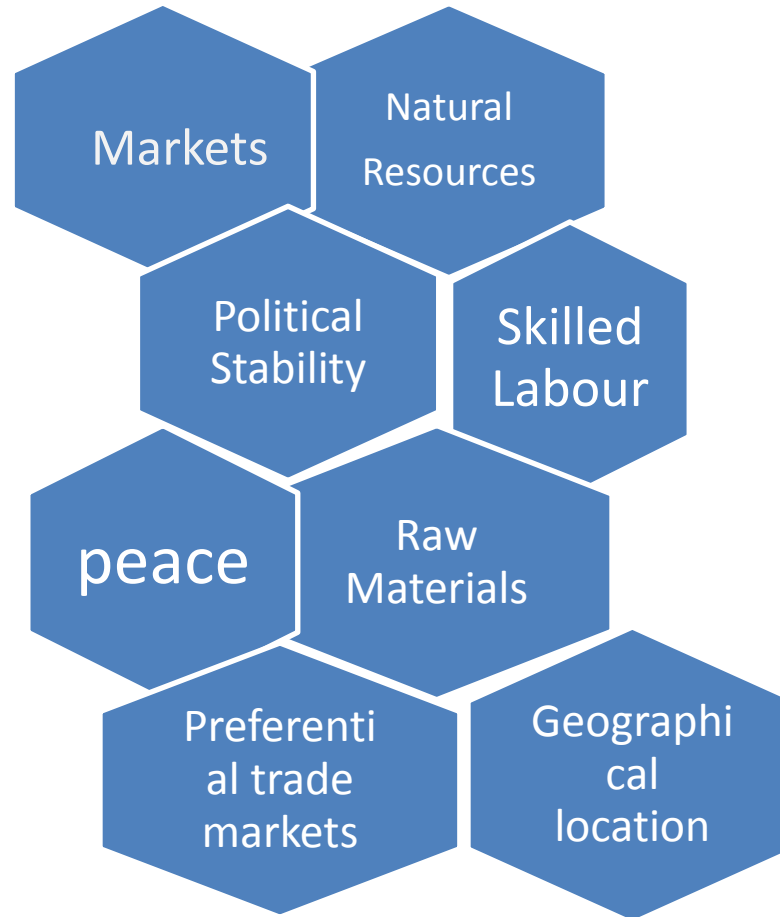 Markets
Natural
Resources
Political
Stability
Skilled
Labour
peace
Raw
Materials
Preferenti
al trade
markets
Geographi
cal
location